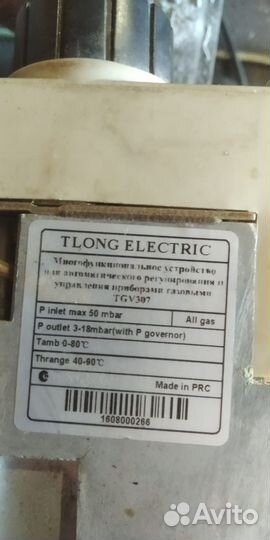 TLONG ELECTRIC
Многофункциональное устройство
для автоматического регулирования и
управления приборами газовыми
TGV307
P inlet max 50 mbar
All gas
P outlet 3-18mbar(with P governor)
Tamb 0-80℃
Thrange 40-90℃
Made in PRC
1608000266
Avito